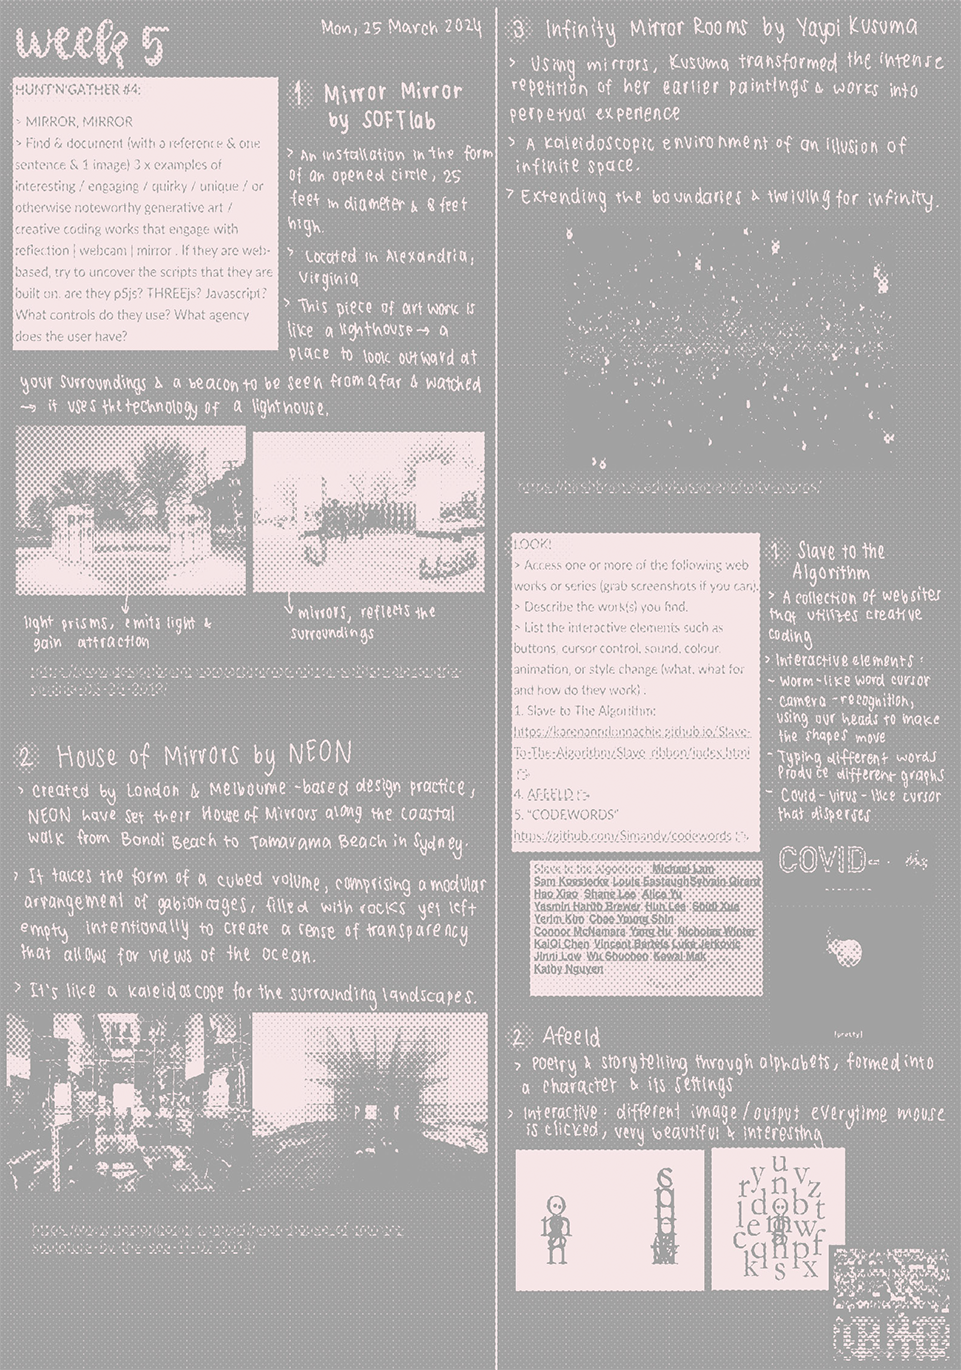 week 5
Mon, 25 March 2024
HUNT'N'GATHER #4:
> MIRROR, MIRROR
> Find & document (with a reference & one
sentence & 1 image) 3 x examples of
interesting / engaging / quirky / unique / or
otherwise noteworthy generative art /
creative coding works that engage with
reflection | webcam | mirror . If they are web-
based, try to uncover the scripts that they are
built on. are they p5js? THREEjs? Javascript?
What controls do they use? What agency
does the user have?
1 Mirror Mirror
by SOFTlab
> An installation in the form
of an opened circle, 25
feet in diameter & 8 feet
high.
> Located in Alexandria,
Virginia
> This piece of art work is
like a lighthouse → a
place to look outward at
your surroundings & a beacon to be seen from afar & watched
→ it uses the technology of a lighthouse.
light prisms, emits light &
gain attraction
mirrors, reflects the
surroundings
2 House of Mirrors by NEON
> Created by London & Melbourne-based design practice,
NEON have set their House of Mirrors along the coastal
walk from Bondi Beach to Tamarama Beach in Sydney.
> It takes the form of a cubed volume, comprising a modular
arrangement of gabion cages, filled with rocks yet left
empty intentionally to create a sense of transparency
that allows for views of the ocean.
> It's like a kaleidoscope for the surrounding landscapes.
3 Infinity Mirror Rooms by Yayoi Kusuma
> Using mirrors, Kusuma transformed the intense
repetition of her earlier paintings & works into
perpetual experience
> A kaleidoscopic environment of an illusion of
infinite space.
> Extending the boundaries & thriving for infinity.
LOOK!
> Access one or more of the following web
works or series (grab screenshots if you can).
> Describe the work(s) you find.
> List the interactive elements such as
buttons, cursor control, sound, colour,
animation, or style change (what, what for
and how do they work) .
1. Slave to The Algorithm:
https://karenanndonnachie.github.io/Slave-
To-The-Algorithm/Slave_ribbon/index.html
4. AFEELD
5. "CODEWORDS"
https://github.com/Simandy/codewords
Slave to the Algorithm Michael Lam
Sam Koesterke Louis Eastaugh Sylvain Girard
Hao Xiao Shane Lee Alice Yu
Yasmin Harith Brewer Hun Lee Shidi Xue
Yerim Kim Chae Young Shin
Connor McNamara Yang Hu Nicholas Winter
KaiQi Chen Vincent Bartels Luke Jerkovic
Jinni Low Wu Shuchen Kawai Mak
Kathy Nguyen
1 Slave to the
Algorithm
> A collection of websites
that utilizes creative
coding
> Interactive elements :
- worm-like word cursor
- camera-recognition,
using our heads to make
the shapes move
- Typing different words
Produce different graphs
- Covid-virus-like cursor
that disperses
COVID
[pretty]
2 Afeeld
> Poetry & storytelling through alphabets, formed into
a character & its settings
> Interactive : different image/output everytime mouse
is clicked, very beautiful & interesting